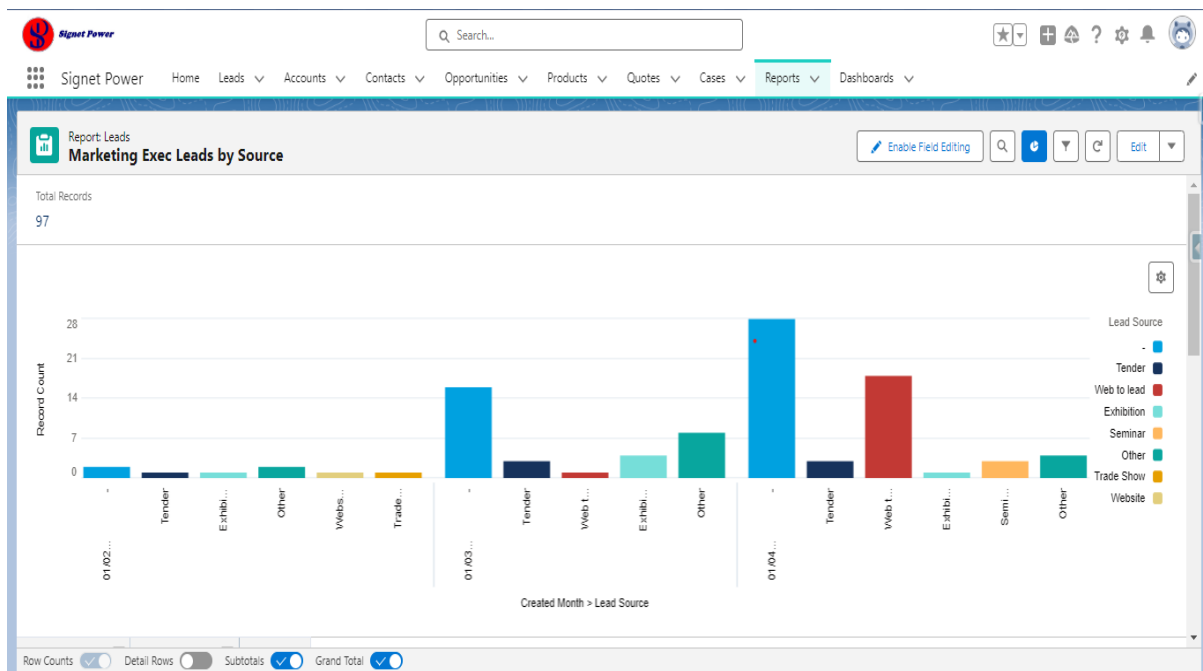 Signet Power
Search...
Signet Power Home Leads Accounts Contacts Opportunities Products Quotes Cases Reports Dashboards
Report: Leads
Marketing Exec Leads by Source
Enable Field Editing Edit
Total Records
97
28
21
14
7
0
Record Count
Lead Source
-
Tender
Web to lead
Exhibition
Seminar
Other
Trade Show
Website
- Tender Exhibi... Other Webs... Trade... - Tender Web t... Exhibi... Other - Tender Web t... Exhibi... Semi... Other
01/02... 01/03... 01/04...
Created Month > Lead Source
Row Counts Detail Rows Subtotals Grand Total